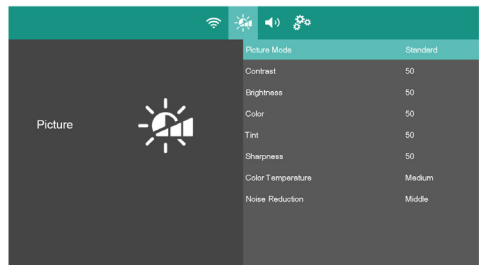 Picture
Picture Mode Standard
Contrast 50
Brightness 50
Color 50
Tint 50
Sharpness 50
Color Temperature Medium
Noise Reduction Middle